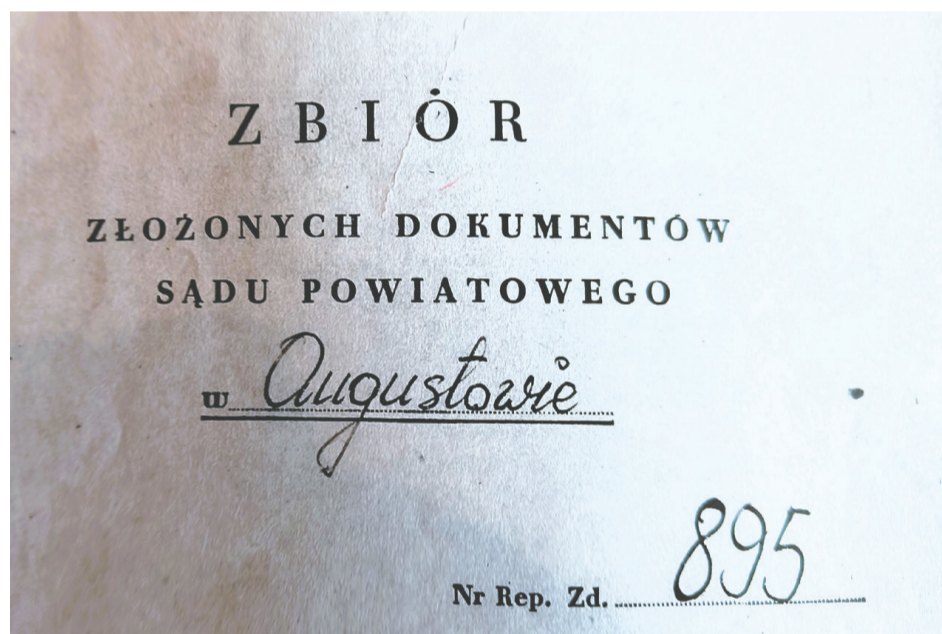 ZBIÓR
ZŁOŻONYCH DOKUMENTÓW
SĄDU POWIATOWEGO
w Augustowie
Nr Rep. Zd. 895